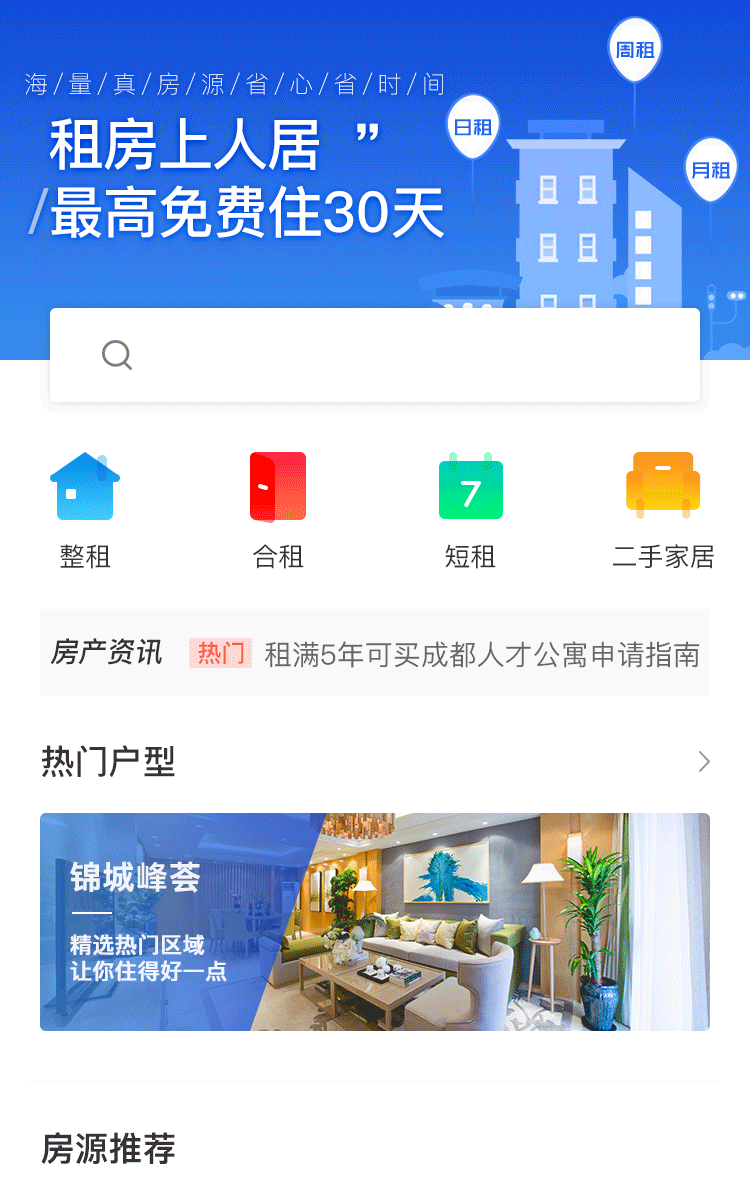 周租
海/量/真/房/源/省/心/省/时/间
日租
租房上人居 ”
月租
/最高免费住30天
7
整租
合租
短租
二手家居
房产资讯 热门 租满5年可买成都人才公寓申请指南
热门户型
锦城峰荟
精选热门区域
让你住得好一点
房源推荐